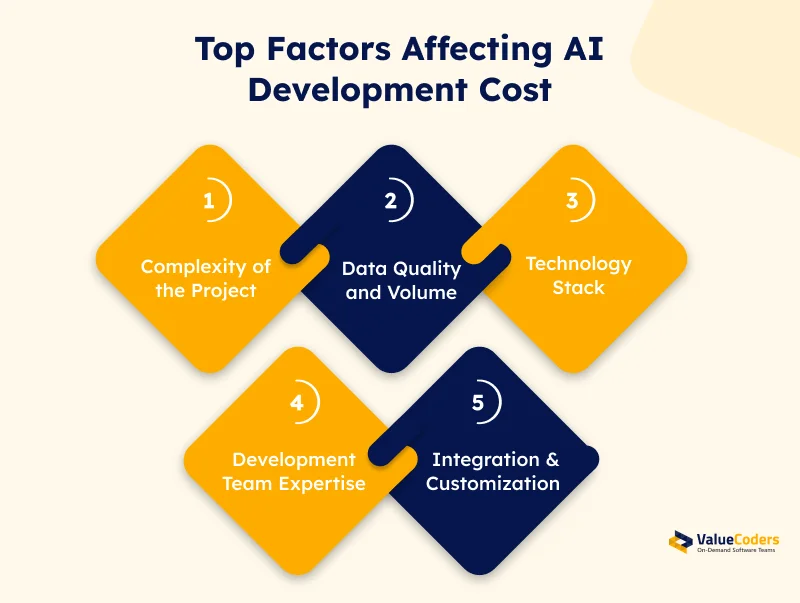 Top Factors Affecting AI
Development Cost
1
Complexity of
the Project
2
Data Quality
and Volume
3
Technology
Stack
4
Development
Team Expertise
5
Integration &
Customization
ValueCoders
On-Demand Software Teams